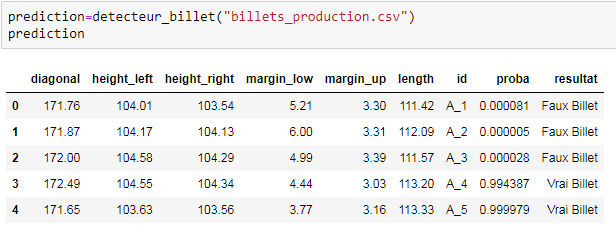 prediction=detecteur_billet("billets_production.csv")
prediction
diagonal height_left height_right margin_low margin_up length id proba resultat
0 171.76 104.01 103.54 5.21 3.30 111.42 A_1 0.000081 Faux Billet
1 171.87 104.17 104.13 6.00 3.31 112.09 A_2 0.000005 Faux Billet
2 172.00 104.58 104.29 4.99 3.39 111.57 A_3 0.000028 Faux Billet
3 172.49 104.55 104.34 4.44 3.03 113.20 A_4 0.994387 Vrai Billet
4 171.65 103.63 103.56 3.77 3.16 113.33 A_5 0.999979 Vrai Billet